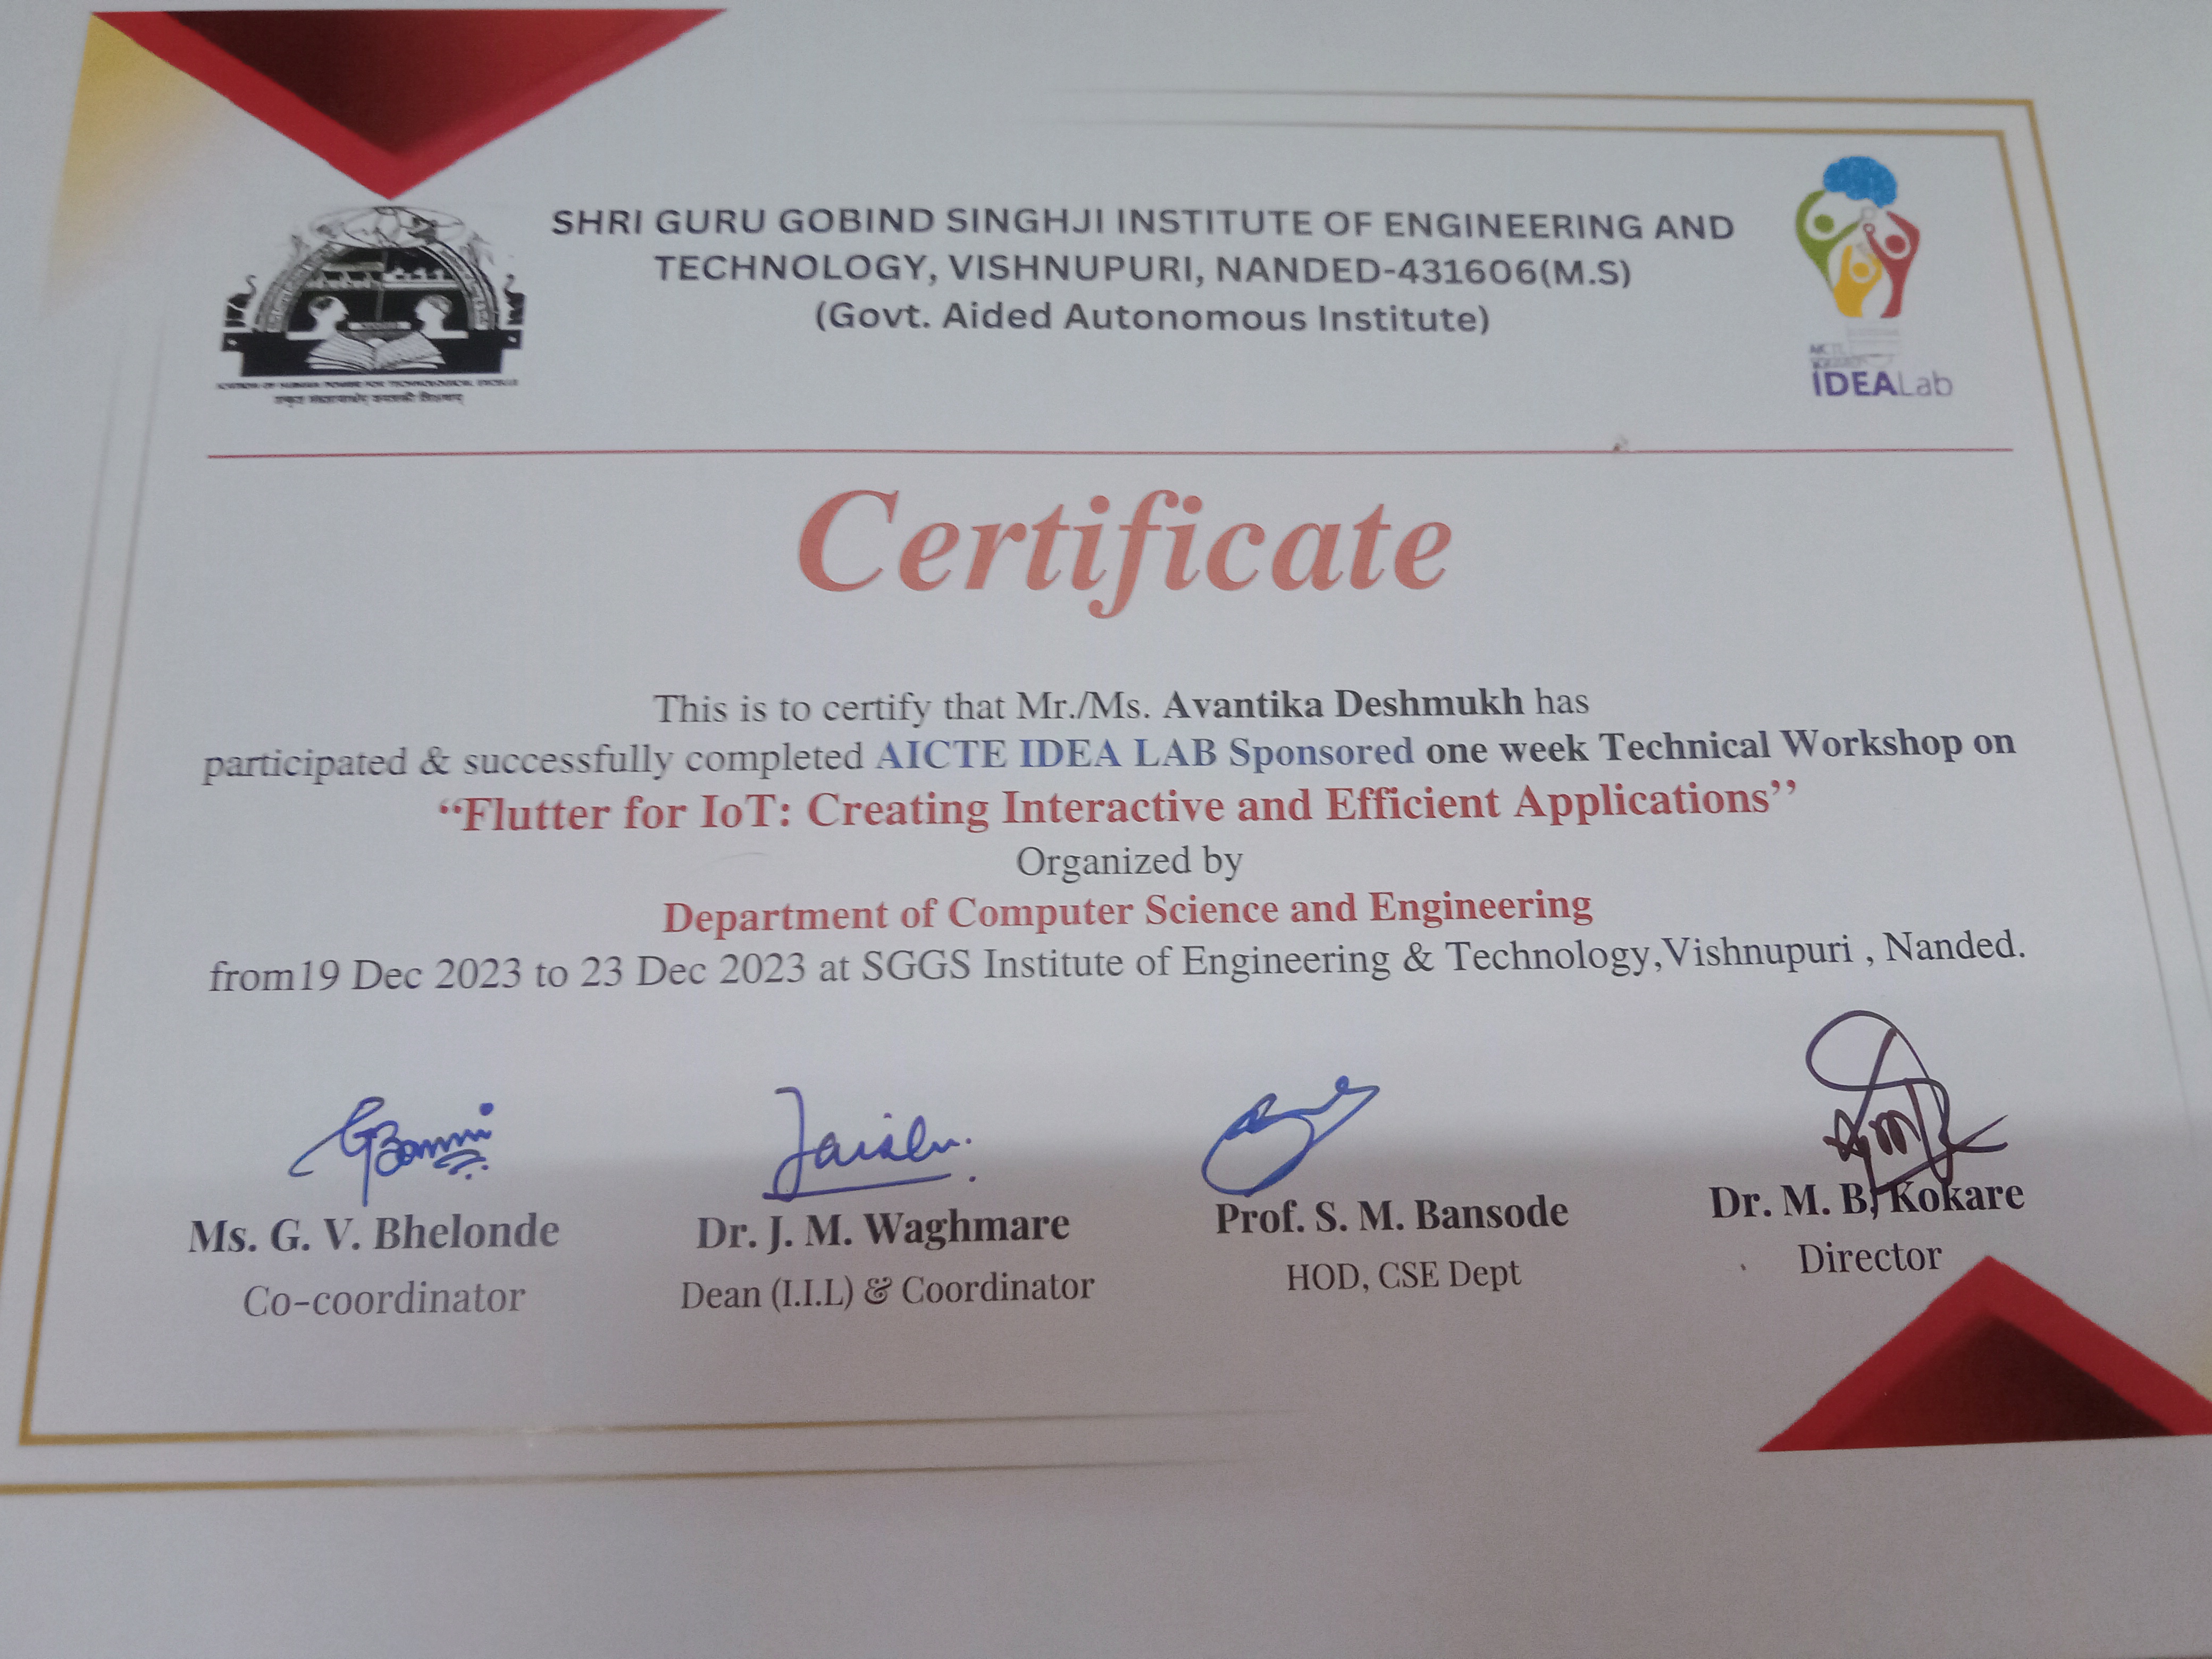 SHRI GURU GOBIND SINGHJI INSTITUTE OF ENGINEERING AND
TECHNOLOGY, VISHNUPURI, NANDED-431606(M.S)
(Govt. Aided Autonomous Institute)
IDEALab
Certificate
This is to certify that Mr./Ms. Avantika Deshmukh has
participated & successfully completed AICTE IDEA LAB Sponsored one week Technical Workshop on
“Flutter for IoT: Creating Interactive and Efficient Applications”
Organized by
Department of Computer Science and Engineering
from19 Dec 2023 to 23 Dec 2023 at SGGS Institute of Engineering & Technology,Vishnupuri , Nanded.
Ms. G. V. Bhelonde
Co-coordinator
Dr. J. M. Waghmare
Dean (I.I.L) & Coordinator
Prof. S. M. Bansode
HOD, CSE Dept
Dr. M. B. Kokare
Director